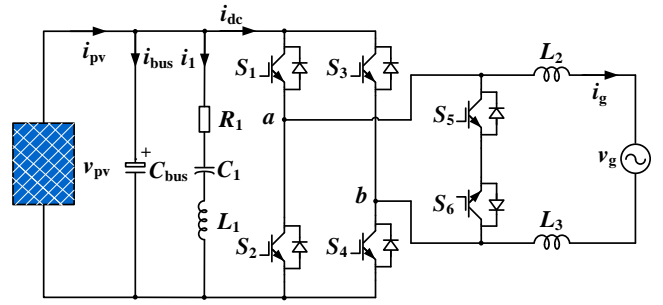 i_dc
i_pv i_bus i_1 S_1 S_3 L_2
i_g
R_1 a S_5
+
v_pv C_bus C_1 v_g
b S_6
L_1 L_3
S_2 S_4